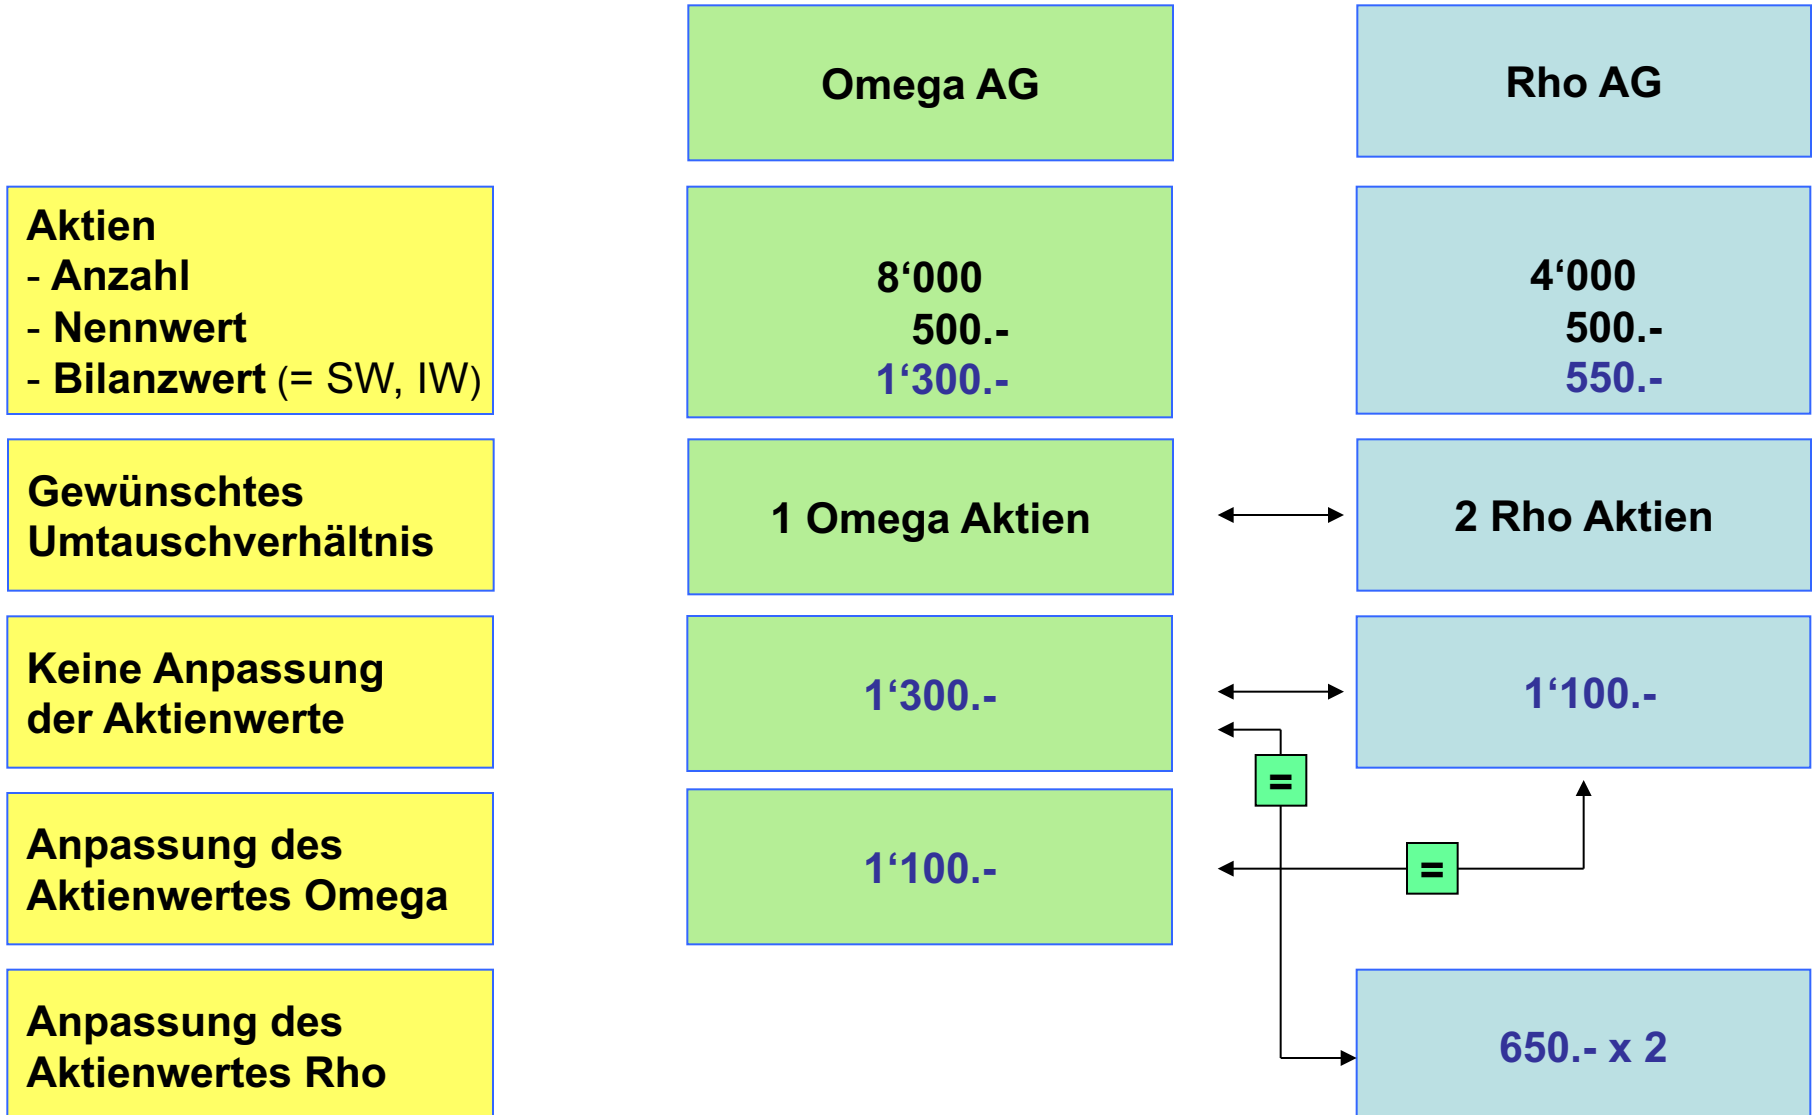 Omega AG
Rho AG
Aktien
- Anzahl
- Nennwert
- Bilanzwert (= SW, IW)
8‘000
500.-
1‘300.-
4‘000
500.-
550.-
Gewünschtes
Umtauschverhältnis
1 Omega Aktien
2 Rho Aktien
Keine Anpassung
der Aktienwerte
1‘300.-
1‘100.-
=
Anpassung des
Aktienwertes Omega
1‘100.-
=
Anpassung des
Aktienwertes Rho
650.- x 2